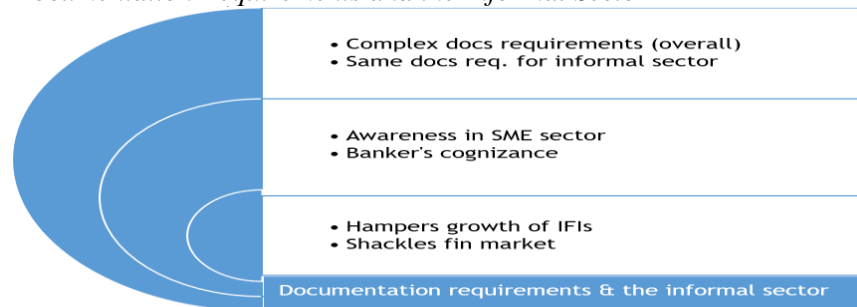 • Complex docs requirements (overall)
• Same docs req. for informal sector
• Awareness in SME sector
• Banker's cognizance
• Hampers growth of IFIs
• Shackles fin market
Documentation requirements & the informal sector